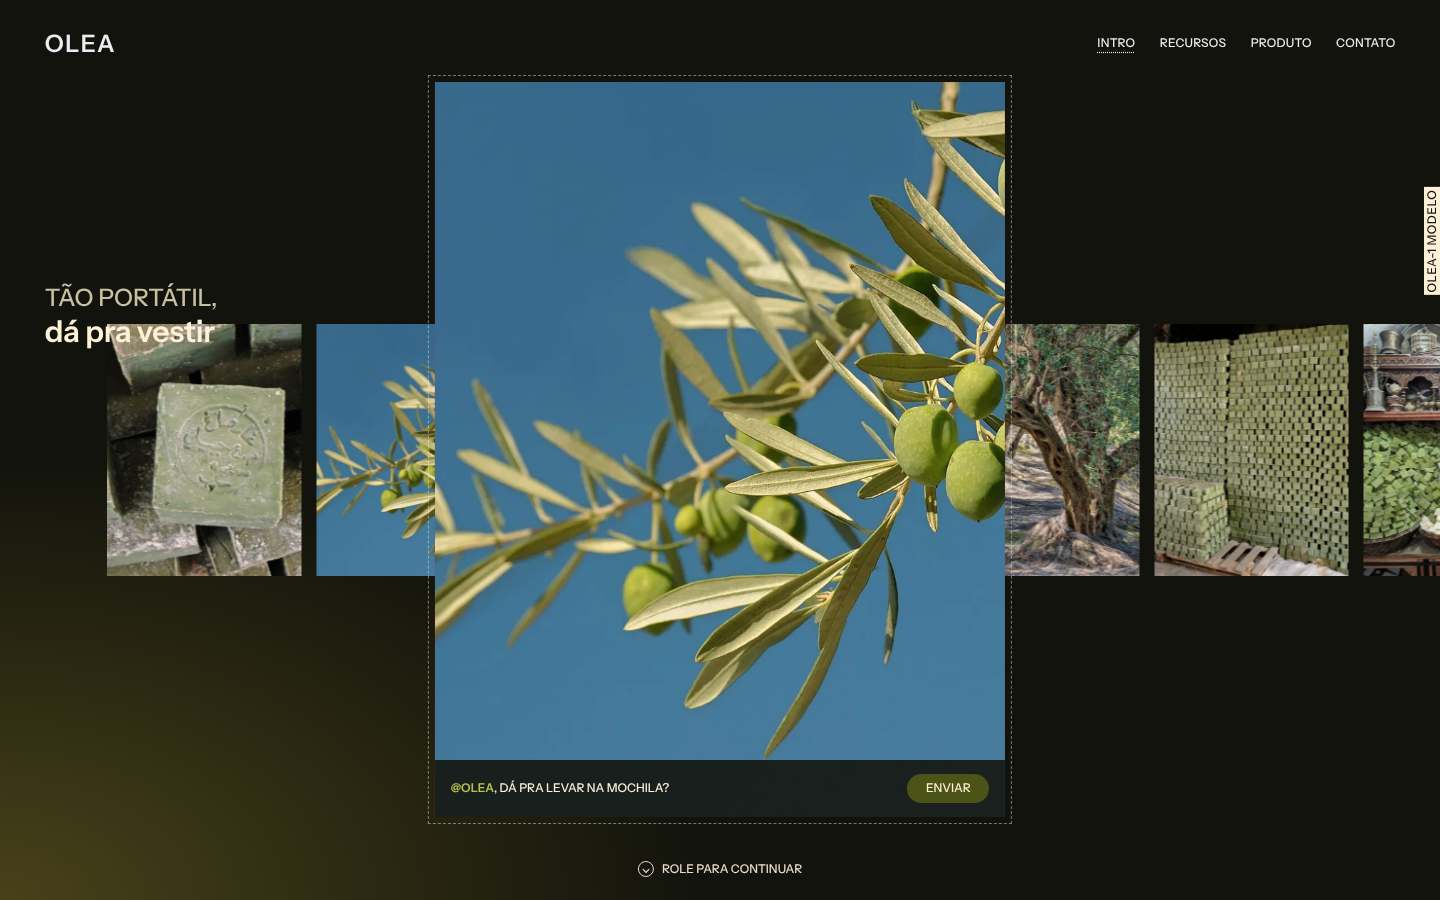 OLEA
INTRO
RECURSOS
PRODUTO
CONTATO
OLEA-1 MODELO
TÃO PORTÁTIL,
dá pra vestir
@OLEA, DÁ PRA LEVAR NA MOCHILA?
ENVIAR
ROLE PARA CONTINUAR